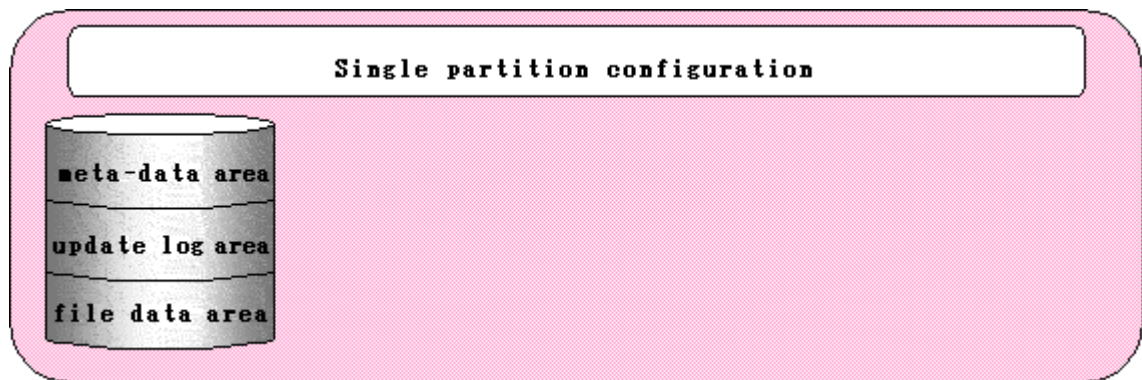 Single partition configuration
meta-data area
update log area
file data area